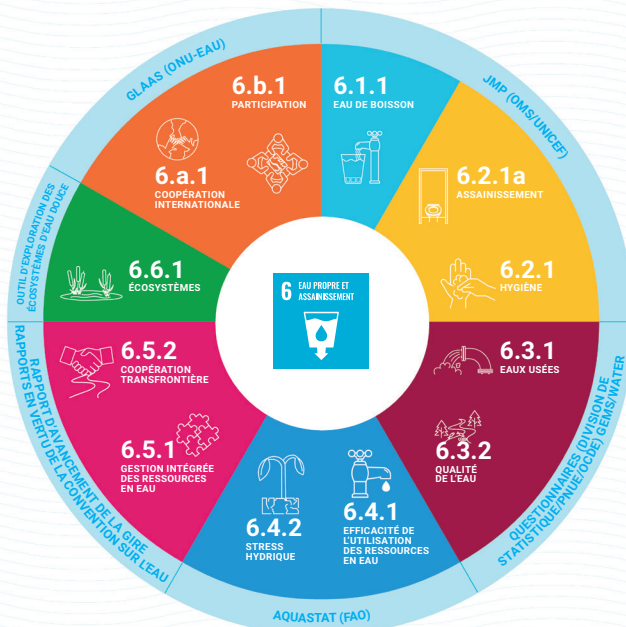 GLAAS (ONU-EAU)
JMP (OMS/UNICEF)
6.b.1
PARTICIPATION
6.1.1
EAU DE BOISSON
6.a.1
COOPÉRATION
INTERNATIONALE
6.2.1a
ASSAINISSEMENT
OUTIL D'EXPLORATION DES
ÉCOSYSTÈMES D'EAU DOUCE
6.6.1
ÉCOSYSTÈMES
6 EAU PROPRE ET
ASSAINISSEMENT
6.2.1
HYGIÈNE
6.5.2
COOPÉRATION
TRANSFRONTIÈRE
6.3.1
EAUX USÉES
6.5.1
GESTION INTÉGRÉE
DES RESSOURCES
EN EAU
6.3.2
QUALITÉ
DE L'EAU
6.4.2
STRESS
HYDRIQUE
6.4.1
EFFICACITÉ DE
L'UTILISATION
DES RESSOURCES
EN EAU
RAPPORT D'AVANCEMENT DE LA GIRE
RAPPORTS EN VERTU DE LA CONVENTION SUR L'EAU
QUESTIONNAIRES (DIVISION DE
STATISTIQUE/PNUE/OCDE) GEMS/WATER
AQUASTAT (FAO)